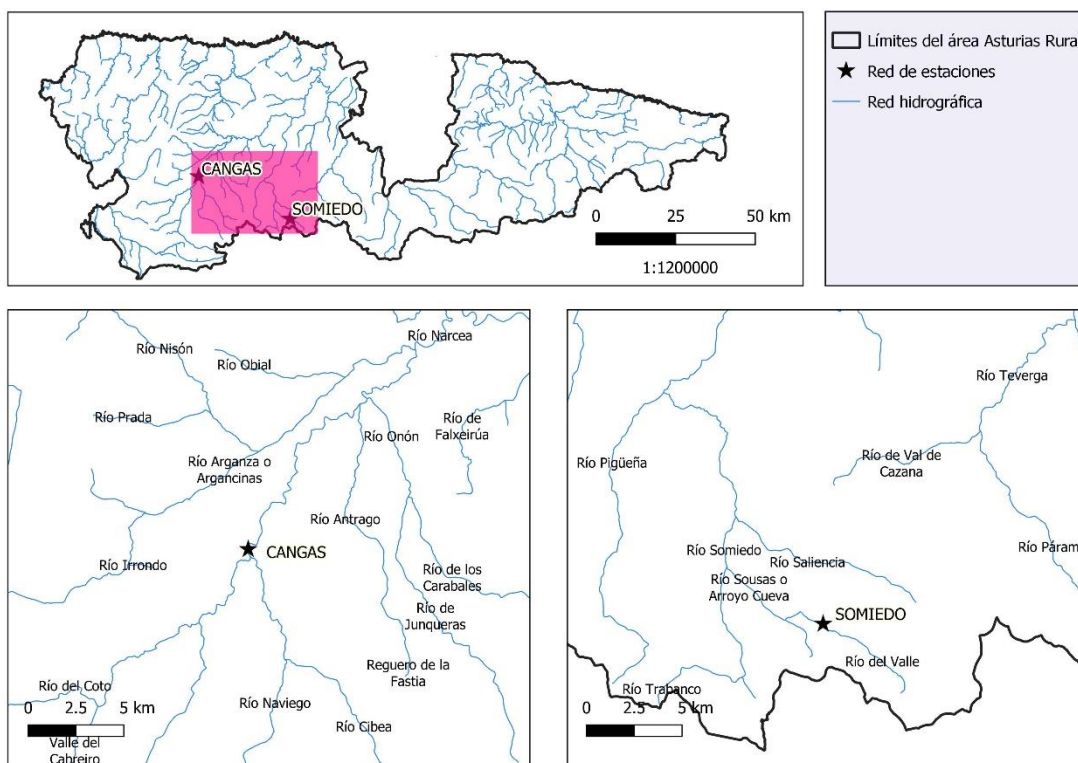 CANGAS
SOMIEDO
0 25 50 km
1:1200000
Límites del área Asturias Rural
Red de estaciones
Red hidrográfica
Río Nisón
Río Obial
Río Narcea
Río Prada
Río de
Falxeirúa
Río Onón
Río Arganza o
Argancinas
Río Antrago
CANGAS
Río Irrondo
Río de los
Carabales
Río de
Junqueras
Reguero de la
Fastia
Río del Coto
Río Naviego
Río Cibea
0 2.5 5 km
Valle del
Cabreiro
Río Teverga
Río Pigüeña
Río de Val de
Cazana
Río Somiedo
Río Saliencia
Río Páram
Río Sousas o
Arroyo Cueva
SOMIEDO
Río del Valle
Río Trabanco
0 2.5 5 km